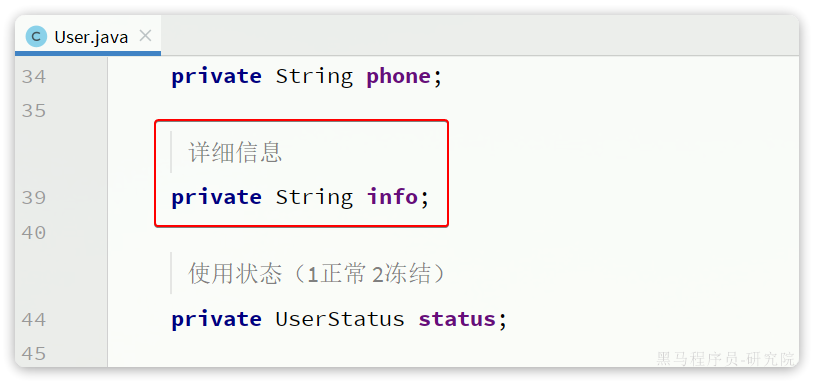 User.java
34 private String phone;
35
详细信息
39 private String info;
40
使用状态（1正常 2冻结）
44 private UserStatus status;
45
黑马程序员-研究院